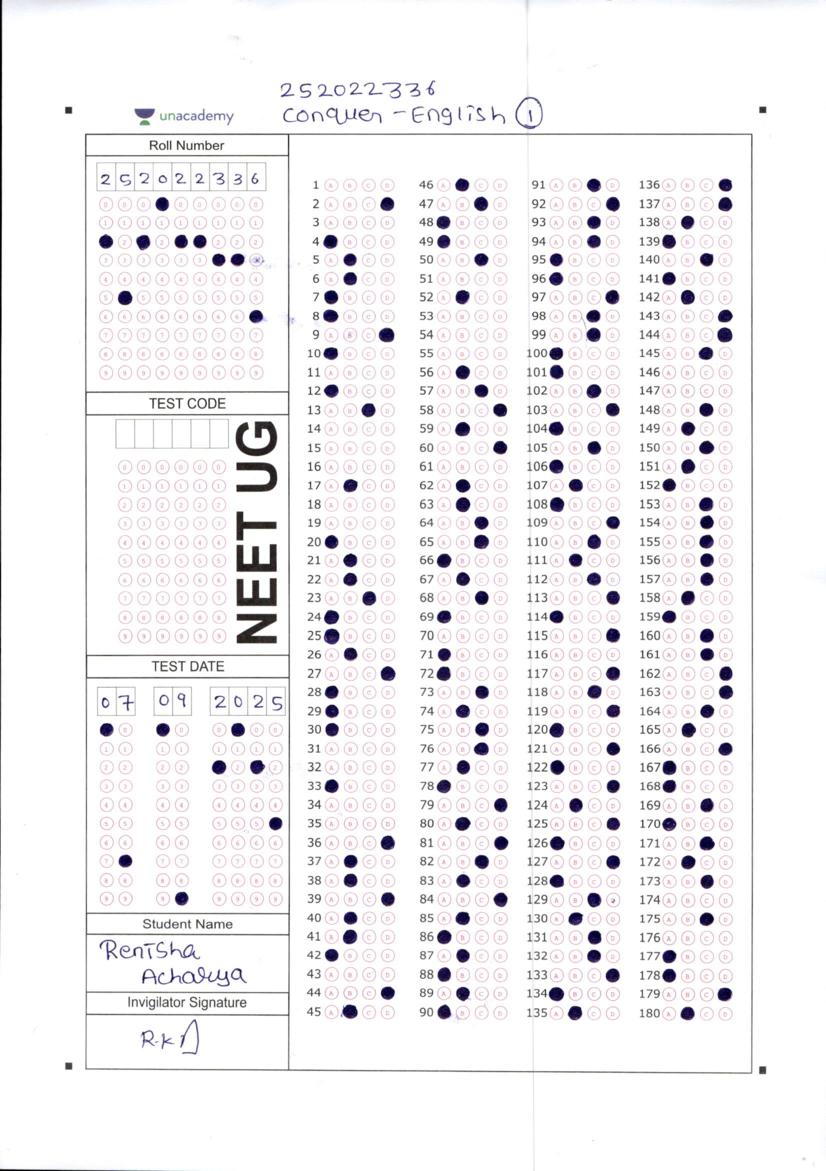 252022336
unacademy
Conquer - English 1
Roll Number
2 5 2 0 2 2 3 3 6
TEST CODE
NEET UG
TEST DATE
0 7 0 9 2 0 2 5
Student Name
Renisha
Acharya
Invigilator Signature
R.K
1 A B C D 46 A C D 91 A B D 136 A B C
2 A B C 47 A B D 92 A B C 137 A B C
3 A B C D 48 B C D 93 A B D 138 A C D
4 B C D 49 B C D 94 A B D 139 B C D
5 A C D 50 A B D 95 B C D 140 A B D
6 A C D 51 A B C D 96 B C D 141 B C D
7 B C D 52 A C D 97 A B C 142 A C D
8 B C D 53 A B C D 98 A B D 143 A B C
9 A B C 54 A B C D 99 A B D 144 A B C
10 B C D 55 A B C D 100 B C D 145 A B D
11 A B C D 56 A C D 101 B C D 146 A B C D
12 B C D 57 A B D 102 A B D 147 A B C D
13 A B D 58 A B C 103 A B C 148 A B D
14 A B C D 59 A C D 104 B C D 149 A C D
15 A B C D 60 A B C 105 A B D 150 A B D
16 A B C D 61 A B C D 106 B C D 151 A C D
17 A C D 62 A C D 107 A C D 152 B C D
18 A B C D 63 A C D 108 B C D 153 A B D
19 A B C D 64 A B D 109 A B C 154 A B D
20 B C D 65 A B D 110 A B D 155 A B D
21 A C D 66 B C D 111 A C D 156 A B D
22 A C D 67 A C D 112 A B D 157 A B D
23 A B D 68 A B D 113 A B C 158 A C D
24 B C D 69 B C D 114 B C D 159 B C D
25 B C D 70 A B C D 115 A B C 160 A B D
26 A C D 71 B C D 116 A B C D 161 A B D
27 A B C 72 B C D 117 A B C 162 A B C
28 B C D 73 A B D 118 A B D 163 A B C
29 B C D 74 A C D 119 A B C 164 A B D
30 B C D 75 A B D 120 B C D 165 A C D
31 A B C D 76 A B D 121 A B C 166 A B C
32 A B C D 77 A C D 122 B C D 167 B C D
33 B C D 78 B C D 123 A B C 168 B C D
34 A B C D 79 A B C 124 A C D 169 A B D
35 A B C D 80 A C D 125 A B C 170 B C D
36 A B C 81 A B C 126 B C D 171 A B D
37 A C D 82 A B D 127 A B C 172 A C D
38 A C D 83 A C D 128 B C D 173 A B D
39 A B C 84 A B C 129 A B D 174 A B C D
40 A C D 85 A C D 130 A C D 175 A B D
41 A C D 86 B C D 131 A B D 176 A B C D
42 B C D 87 A C D 132 A B D 177 B C D
43 A B C D 88 B C D 133 A B C 178 B C D
44 A B C 89 A C D 134 B C D 179 A B C
45 A C D 90 B C D 135 A C D 180 A C D